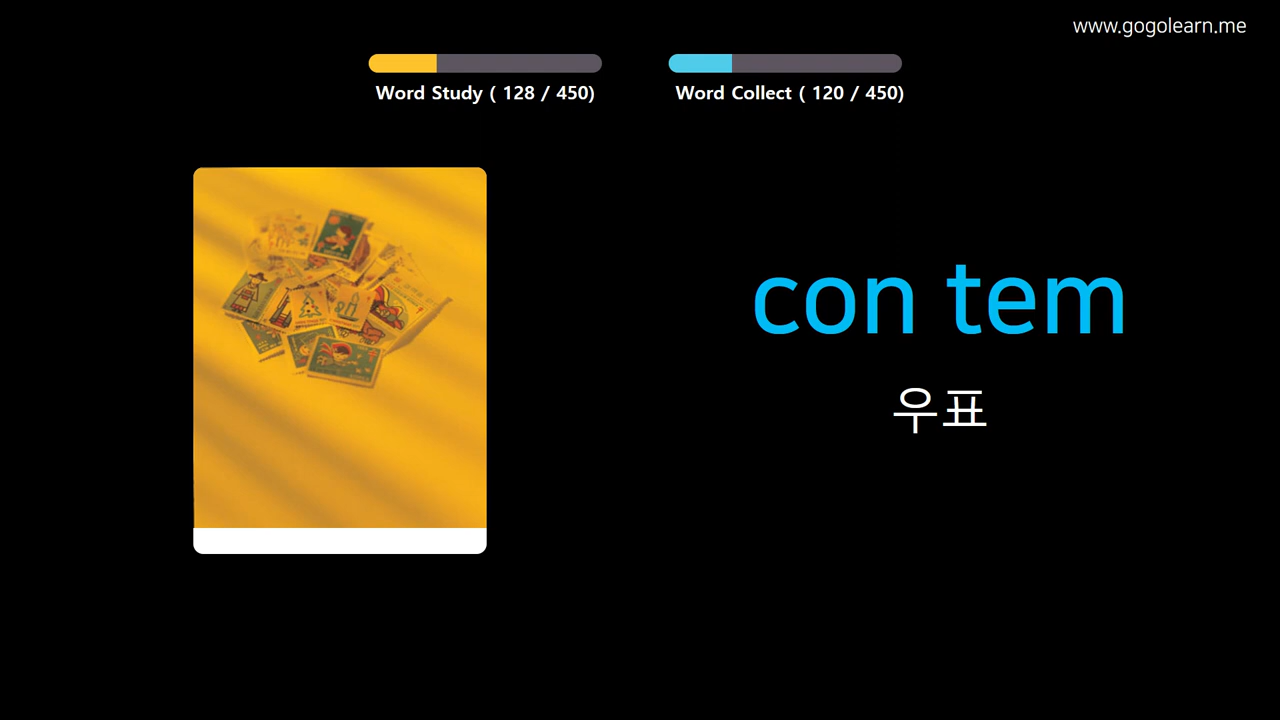 www.gogolearn.me
Word Study ( 128 / 450)
Word Collect ( 120 / 450)
con tem
우표